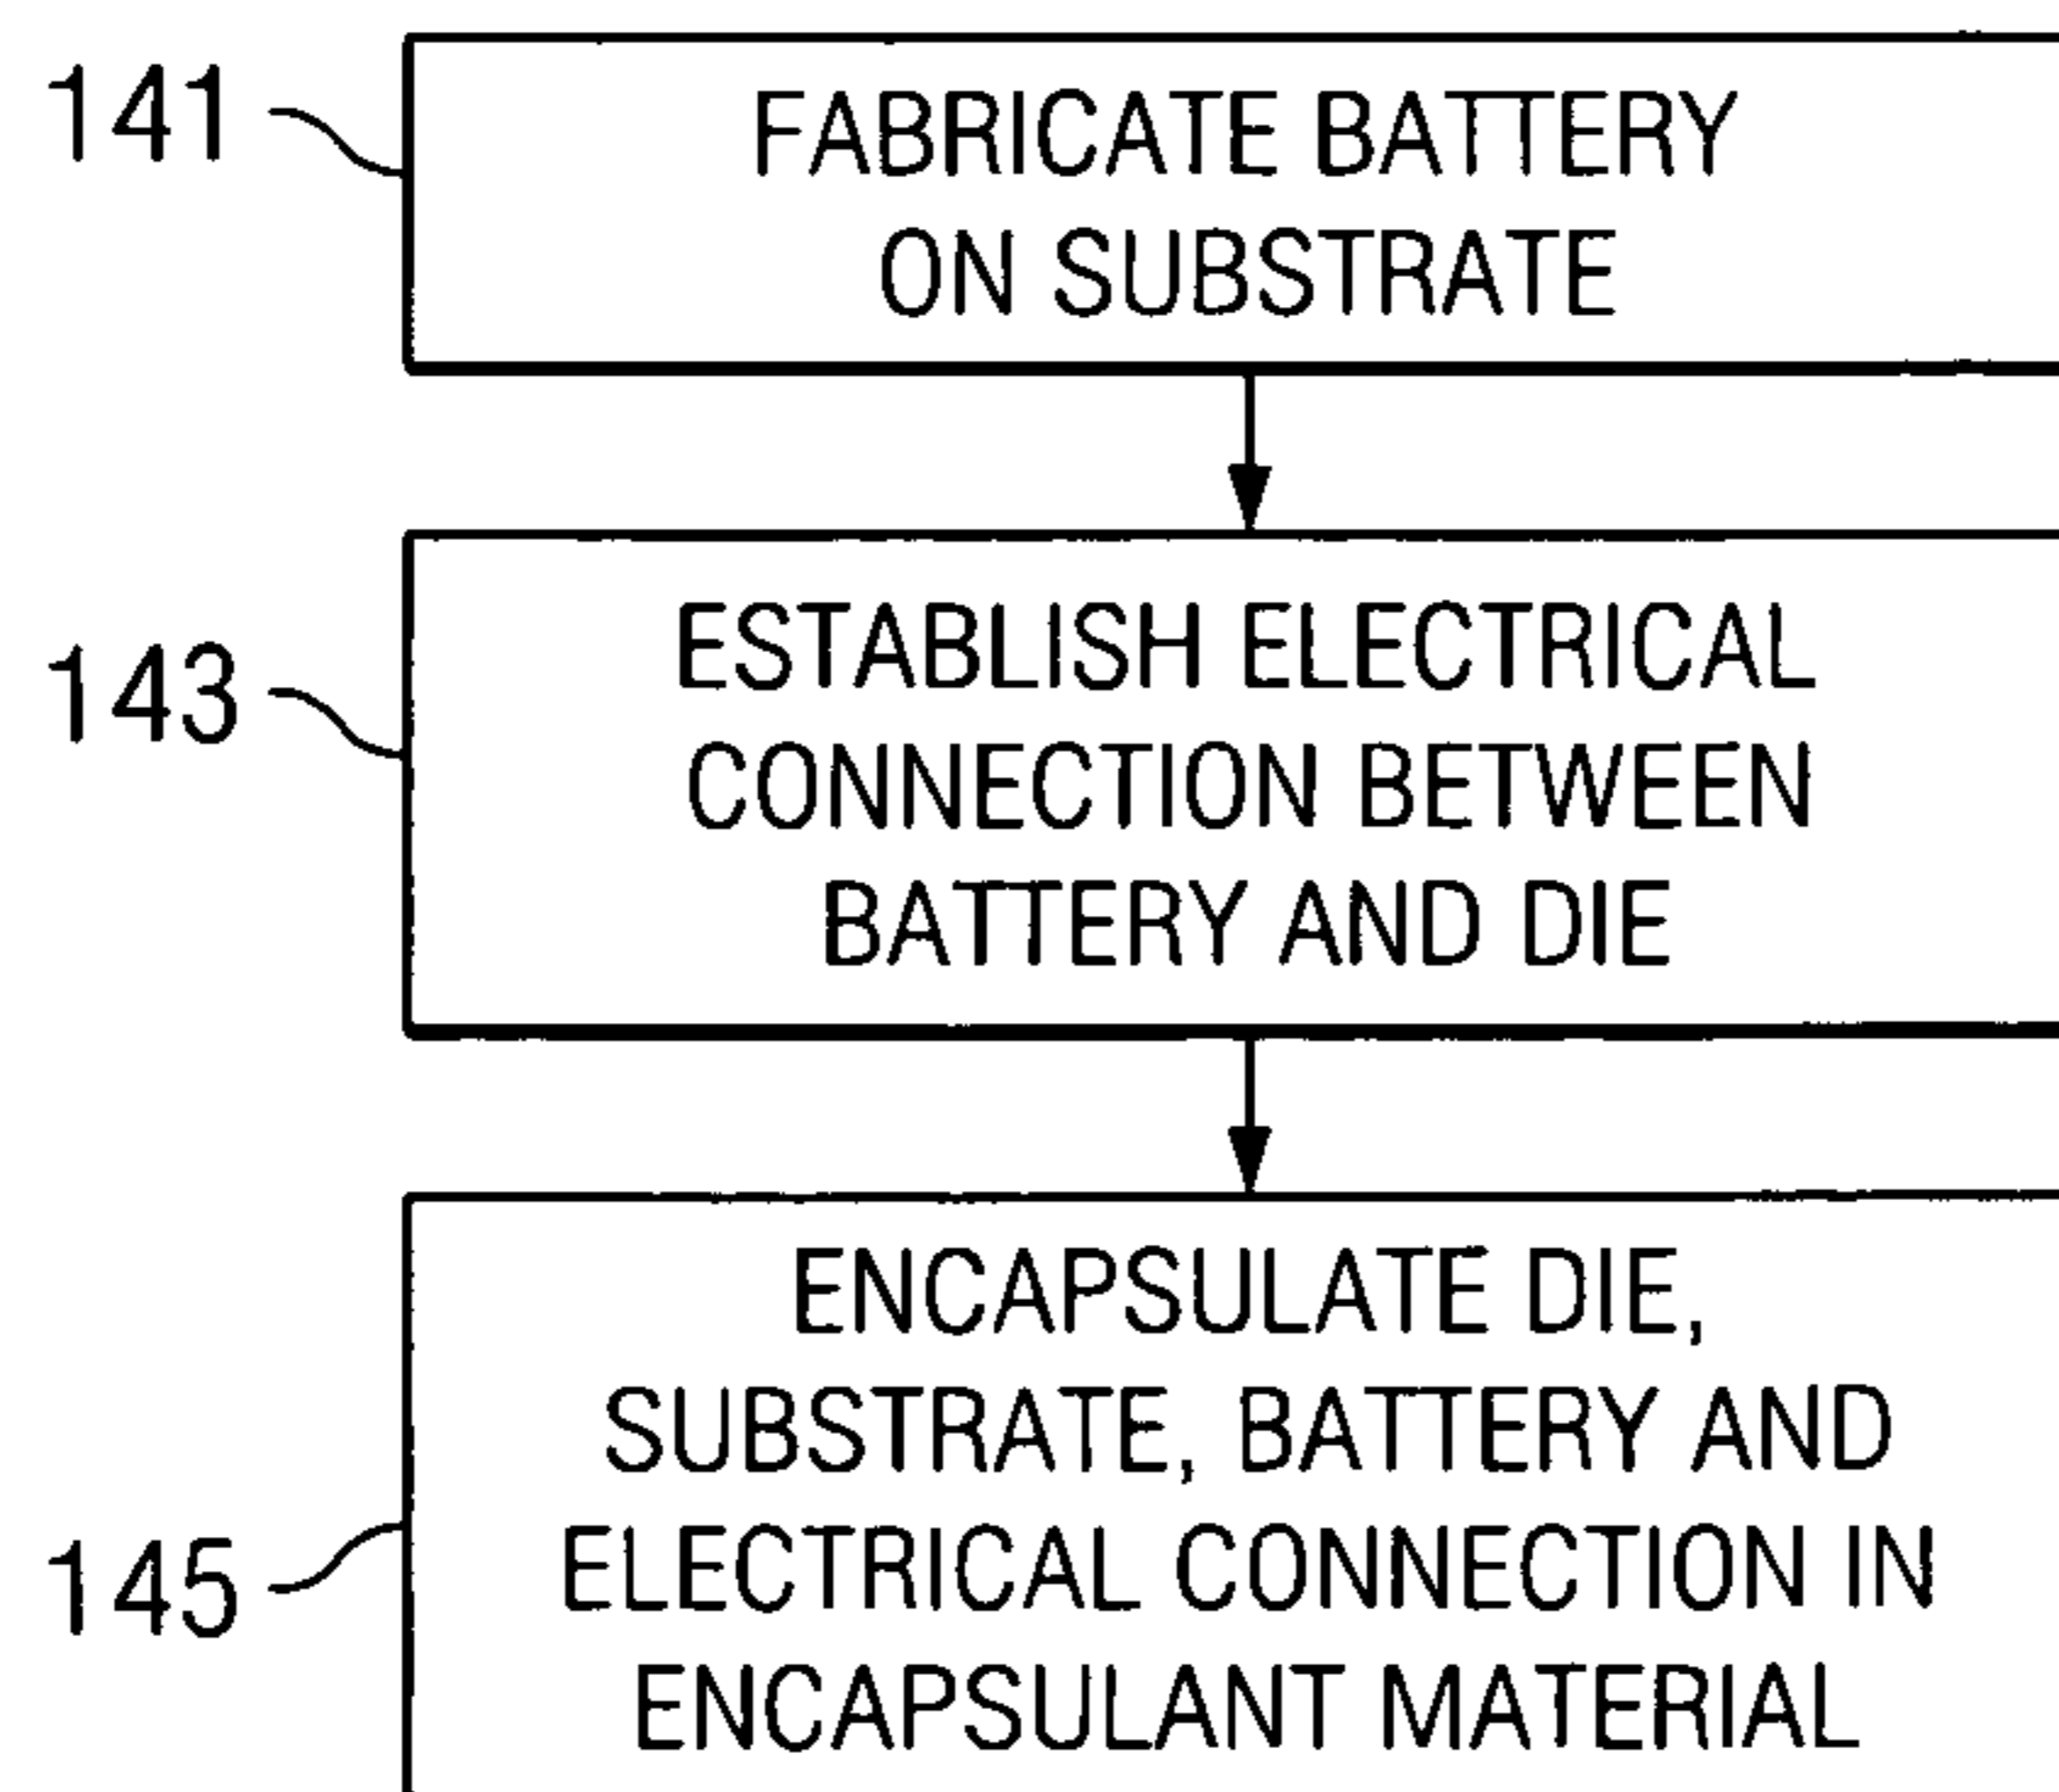 141
FABRICATE BATTERY
ON SUBSTRATE
143
ESTABLISH ELECTRICAL
CONNECTION BETWEEN
BATTERY AND DIE
145
ENCAPSULATE DIE,
SUBSTRATE, BATTERY AND
ELECTRICAL CONNECTION IN
ENCAPSULANT MATERIAL